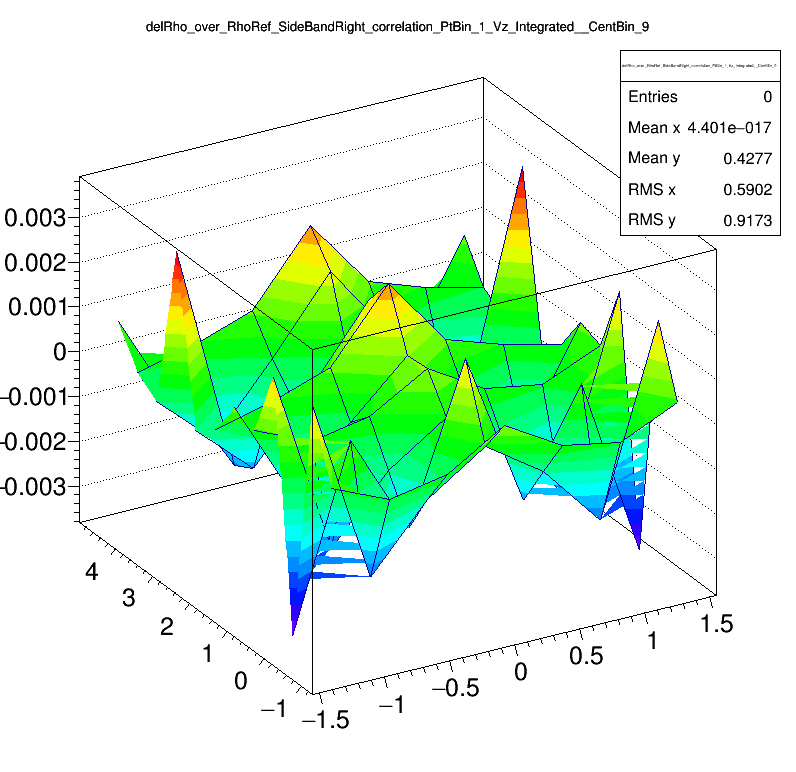 delRho_over_RhoRef_SideBandRight_correlation_PtBin_1_Vz_Integrated__CentBin_9
delRho_over_RhoRef_SideBandRight_correlation_PtBin_1_Vz_Integrated__CentBin_9
Entries 0
Mean x 4.401e−017
Mean y 0.4277
RMS x 0.5902
RMS y 0.9173
0.003
0.002
0.001
0
−0.001
−0.002
−0.003
4
3
2
1
0
−1
−1.5
−1
−0.5
0
0.5
1
1.5